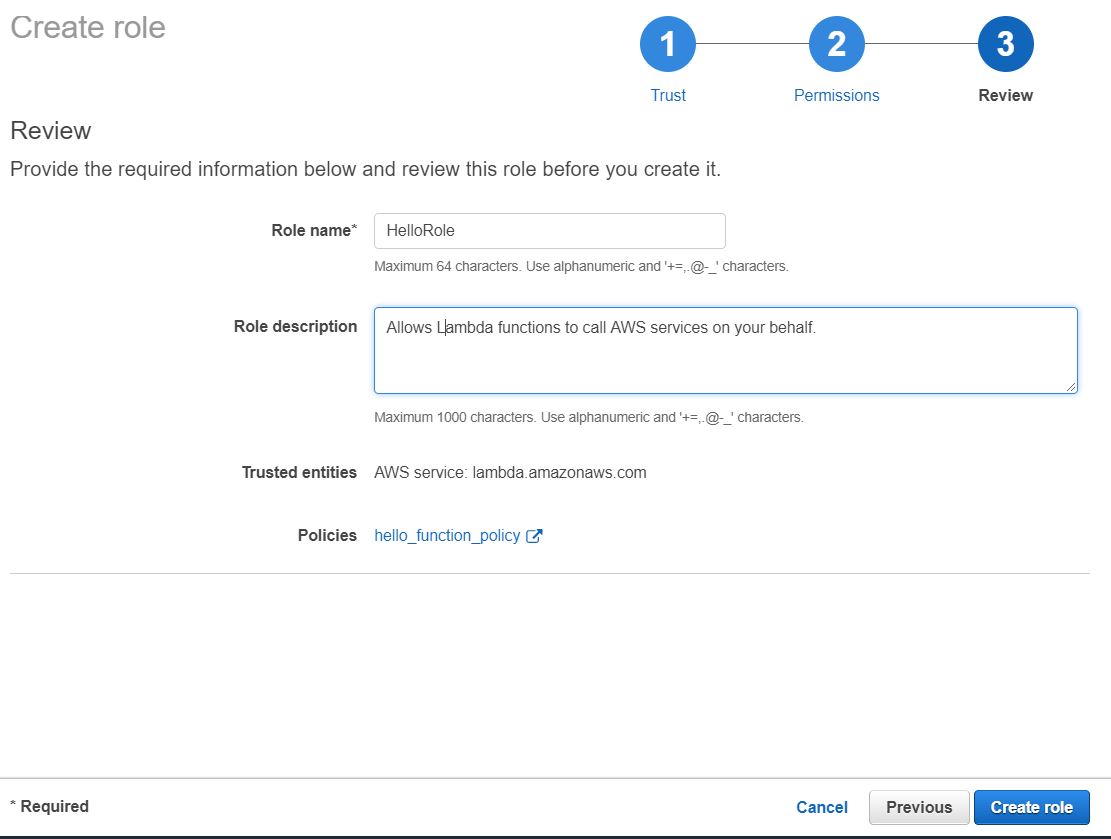 Create role
1 2 3
Trust Permissions Review
Review
Provide the required information below and review this role before you create it.
Role name* HelloRole
Maximum 64 characters. Use alphanumeric and '+=,.@-_' characters.
Role description Allows Lambda functions to call AWS services on your behalf.
Maximum 1000 characters. Use alphanumeric and '+=,.@-_' characters.
Trusted entities AWS service: lambda.amazonaws.com
Policies hello_function_policy
* Required Cancel Previous Create role